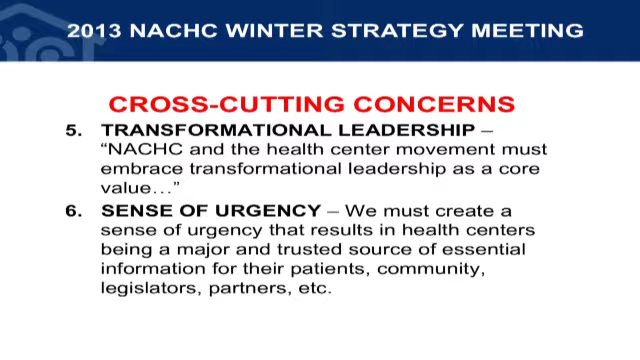 2013 NACHC WINTER STRATEGY MEETING
CROSS-CUTTING CONCERNS
5. TRANSFORMATIONAL LEADERSHIP –
“NACHC and the health center movement must
embrace transformational leadership as a core
value…”
6. SENSE OF URGENCY – We must create a
sense of urgency that results in health centers
being a major and trusted source of essential
information for their patients, community,
legislators, partners, etc.